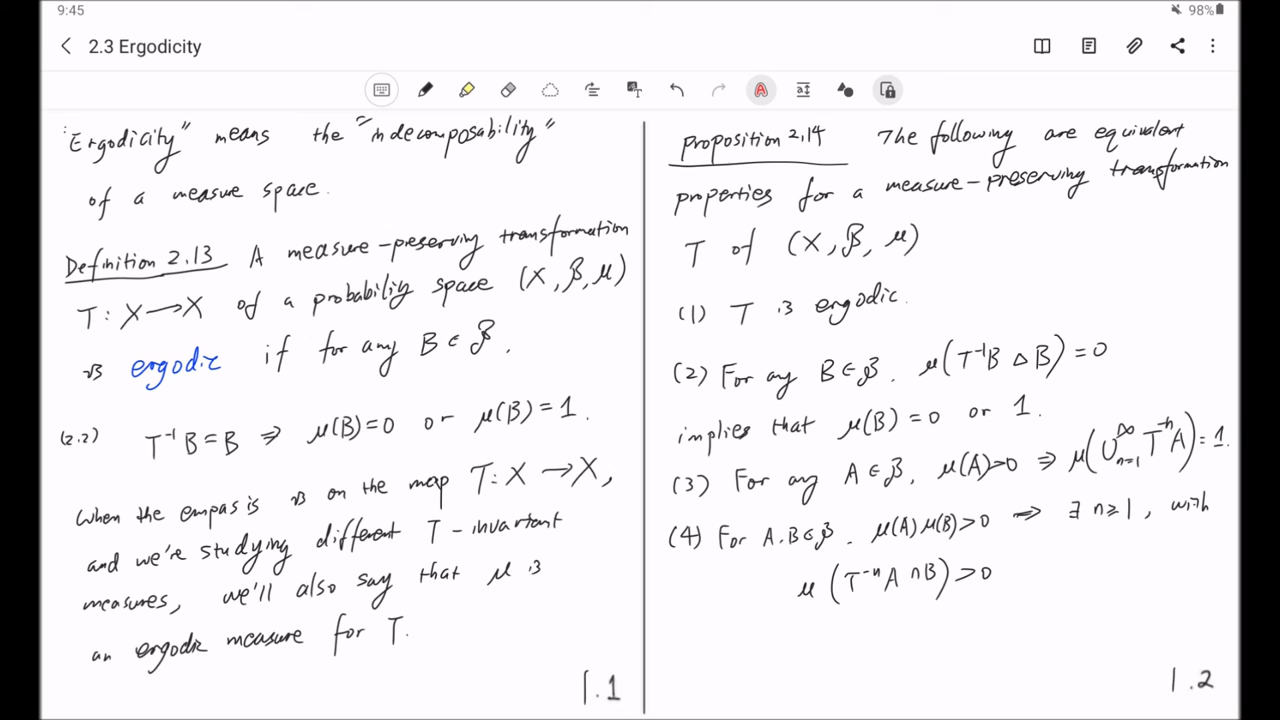 9:45
98%
2.3 Ergodicity
"Ergodicity" means the "indecomposability"
of a measure space.
Definition 2.13 A measure-preserving transformation
T: X → X of a probability space (X, ℬ, μ)
is ergodic if for any B ∈ ℬ,
(2.2) T⁻¹B = B ⇒ μ(B)=0 or μ(B)=1.
When the empasis is on the map T: X → X,
and we're studying different T-invariant
measures, we'll also say that μ is
an ergodic measure for T.
1.1
Proposition 2.14 The following are equivalent
properties for a measure-preserving transformation
T of (X, ℬ, μ)
(1) T is ergodic.
(2) For any B∈ℬ, μ(T⁻¹B △ B) = 0
implies that μ(B) = 0 or 1.
(3) For any A ∈ ℬ, μ(A)>0 ⇒ μ(∪_{n=1}^∞ T⁻ⁿA) = 1.
(4) For A.B∈ℬ. μ(A)μ(B)>0 ⇒ ∃ n≥1, with
μ(T⁻ⁿA ∩B) >0
1.2